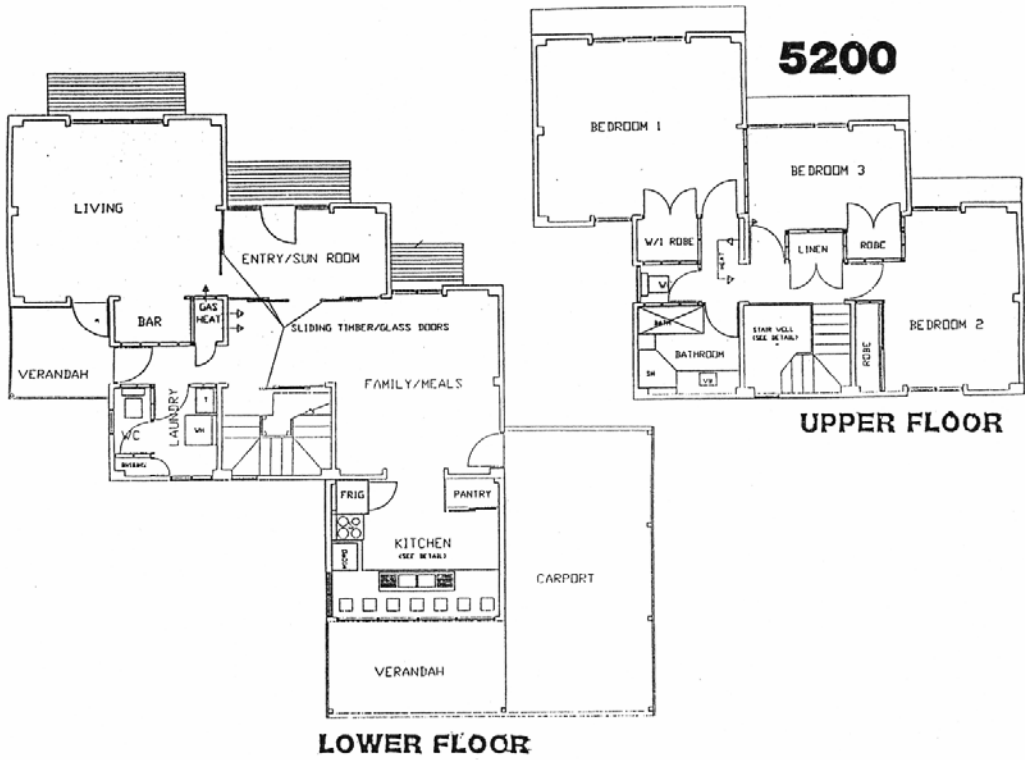 5200
BEDROOM 1
BEDROOM 3
W/I ROBE
LINEN
ROBE
HEAT
W
BATH
STAIR WELL
(SEE DETAIL)
BATHROOM
SH
VB
ROBE
BEDROOM 2
UPPER FLOOR
LIVING
ENTRY/SUN ROOM
GAS
HEAT
BAR
SLIDING TIMBER/GLASS DOORS
VERANDAH
FAMILY/MEALS
LAUNDRY
T
WC
WM
FRIG
PANTRY
KITCHEN
(SEE DETAIL)
CARPORT
VERANDAH
LOWER FLOOR